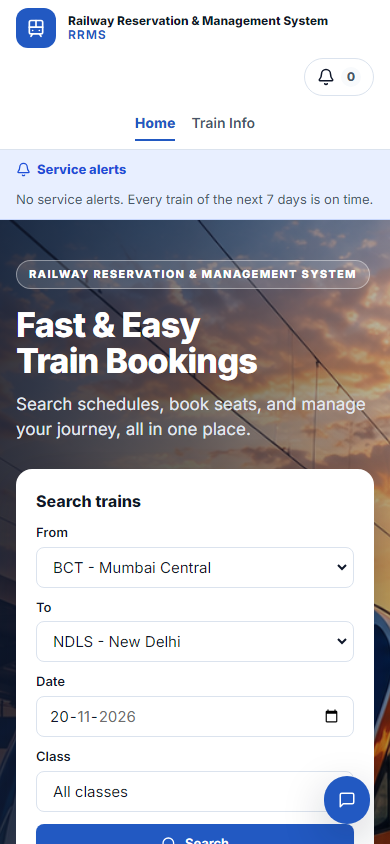 Railway Reservation & Management System
RRMS
0
Home Train Info
Service alerts
No service alerts. Every train of the next 7 days is on time.
RAILWAY RESERVATION & MANAGEMENT SYSTEM
Fast & Easy
Train Bookings
Search schedules, book seats, and manage
your journey, all in one place.
Search trains
From
BCT - Mumbai Central
To
NDLS - New Delhi
Date
20-11-2026
Class
All classes
Search